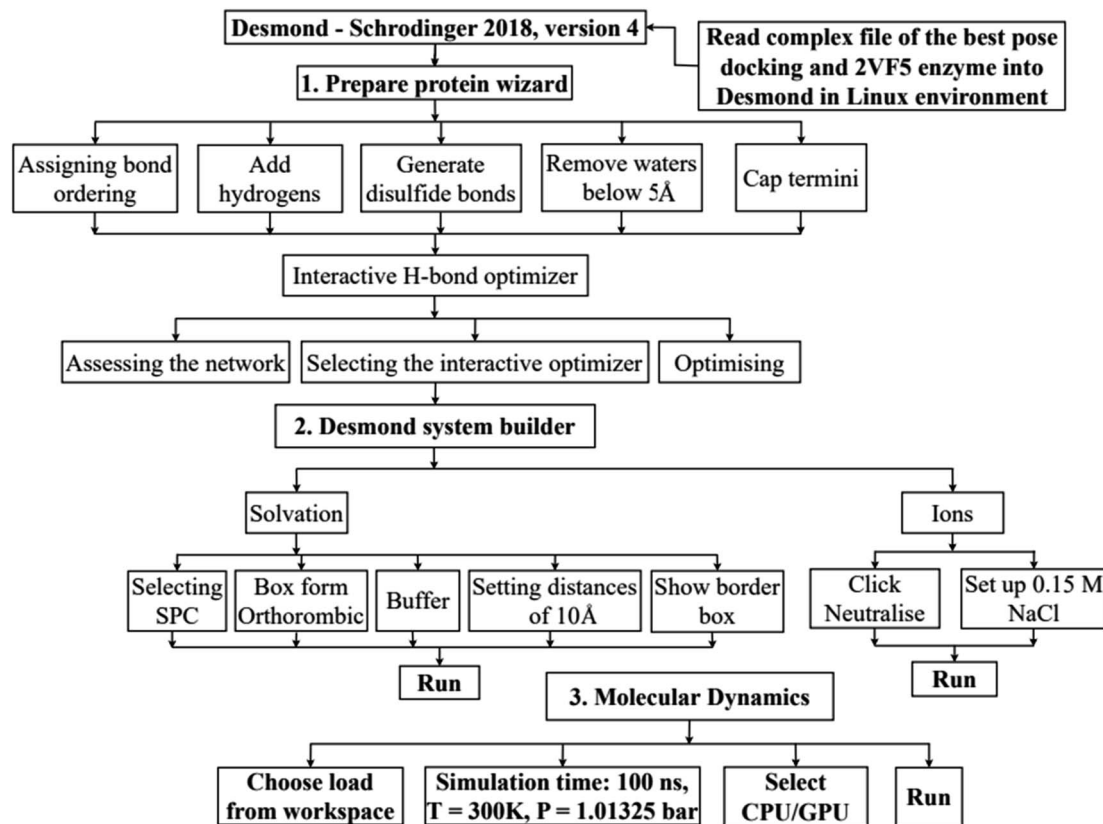 Desmond - Schrodinger 2018, version 4
Read complex file of the best pose
docking and 2VF5 enzyme into
Desmond in Linux environment
1. Prepare protein wizard
Assigning bond
ordering
Add
hydrogens
Generate
disulfide bonds
Remove waters
below 5Å
Cap termini
Interactive H-bond optimizer
Assessing the network
Selecting the interactive optimizer
Optimising
2. Desmond system builder
Solvation
Ions
Selecting
SPC
Box form
Orthorombic
Buffer
Setting distances
of 10Å
Show border
box
Click
Neutralise
Set up 0.15 M
NaCl
Run
Run
3. Molecular Dynamics
Choose load
from workspace
Simulation time: 100 ns,
T = 300K, P = 1.01325 bar
Select
CPU/GPU
Run